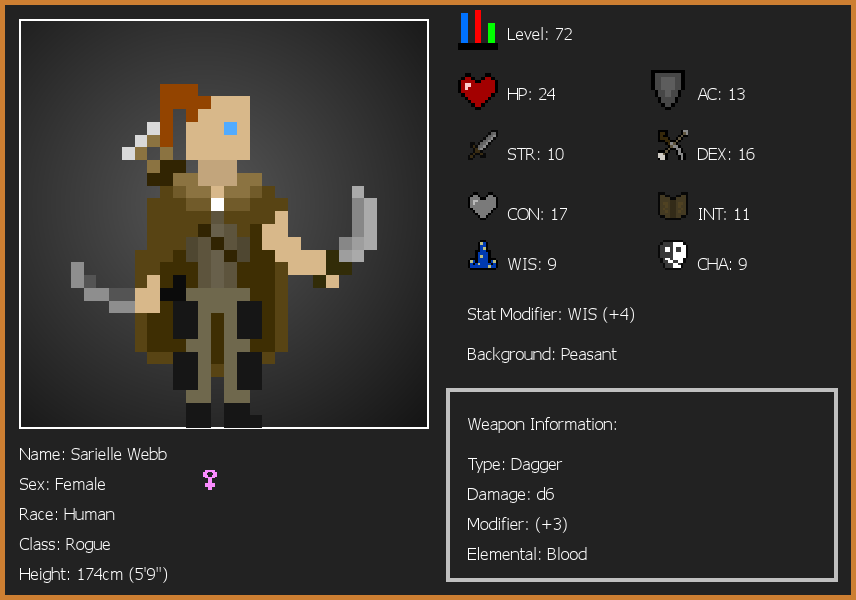 Level: 72
HP: 24
AC: 13
STR: 10
DEX: 16
CON: 17
INT: 11
WIS: 9
CHA: 9
Stat Modifier: WIS (+4)
Background: Peasant
Weapon Information:
Type: Dagger
Damage: d6
Modifier: (+3)
Elemental: Blood
Name: Sarielle Webb
Sex: Female
Race: Human
Class: Rogue
Height: 174cm (5'9")